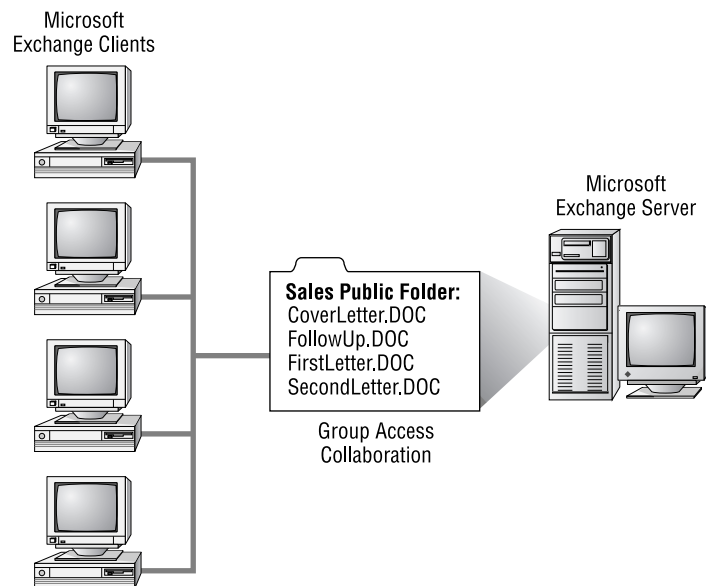 Microsoft
Exchange Clients
Microsoft
Exchange Server
Sales Public Folder:
CoverLetter.DOC
FollowUp.DOC
FirstLetter.DOC
SecondLetter.DOC
Group Access
Collaboration